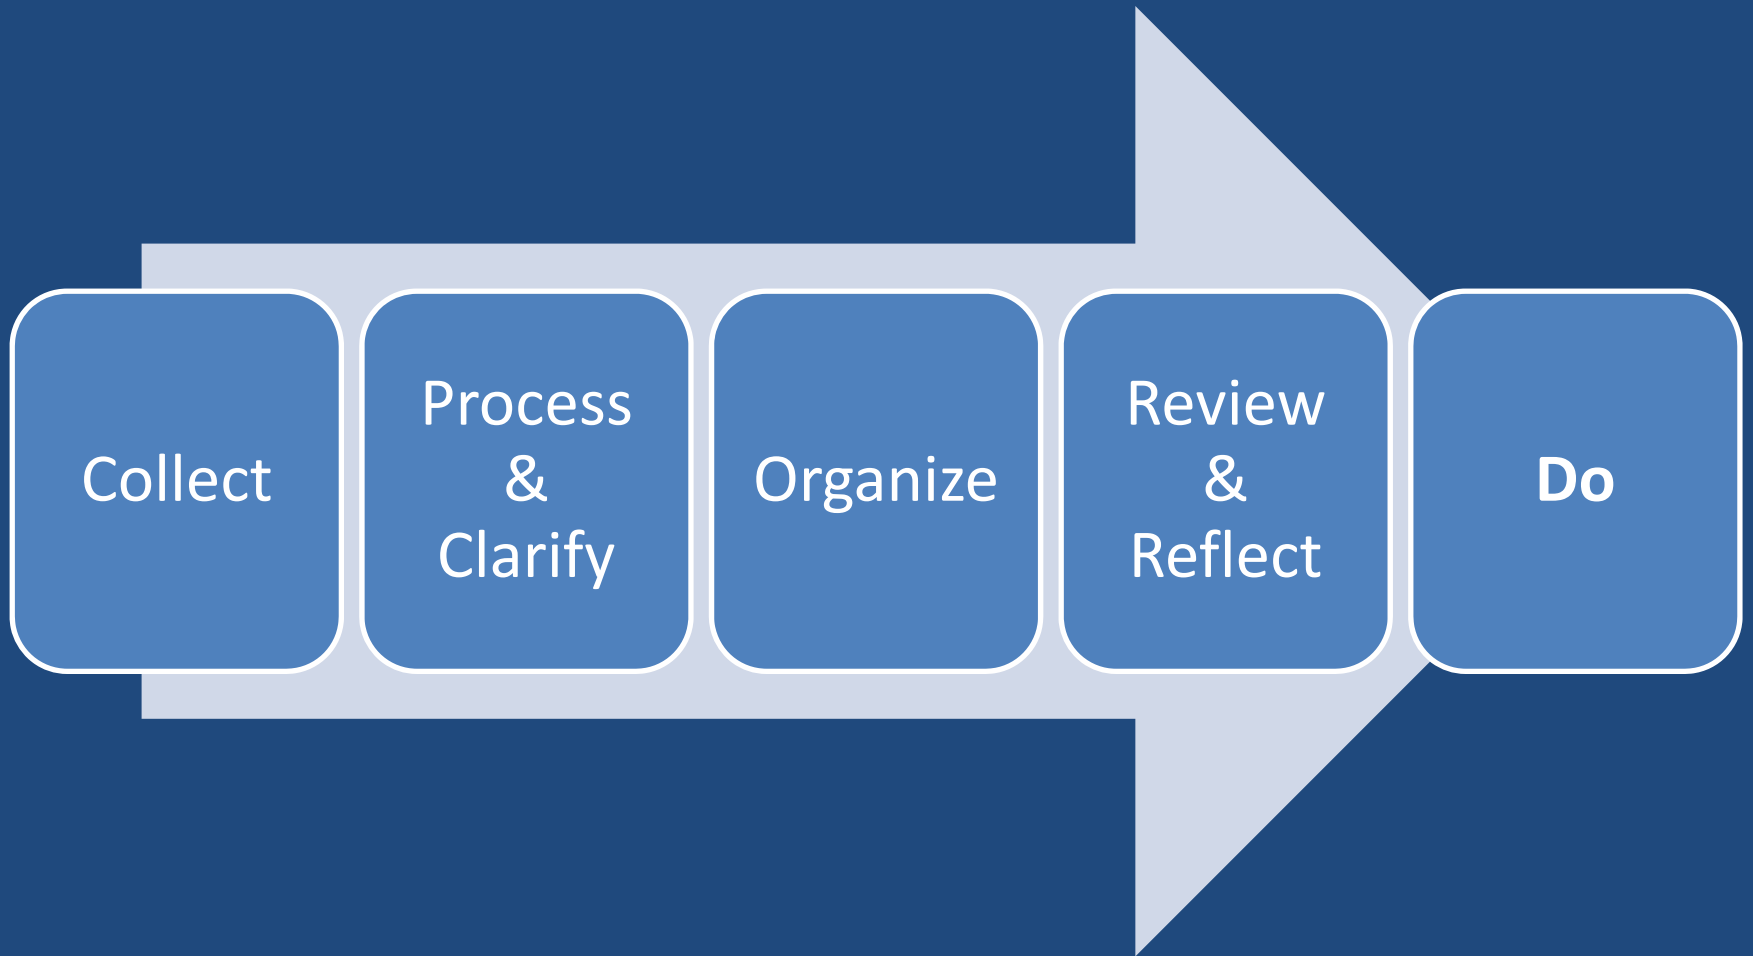 Collect
Process
&
Clarify
Organize
Review
&
Reflect
Do